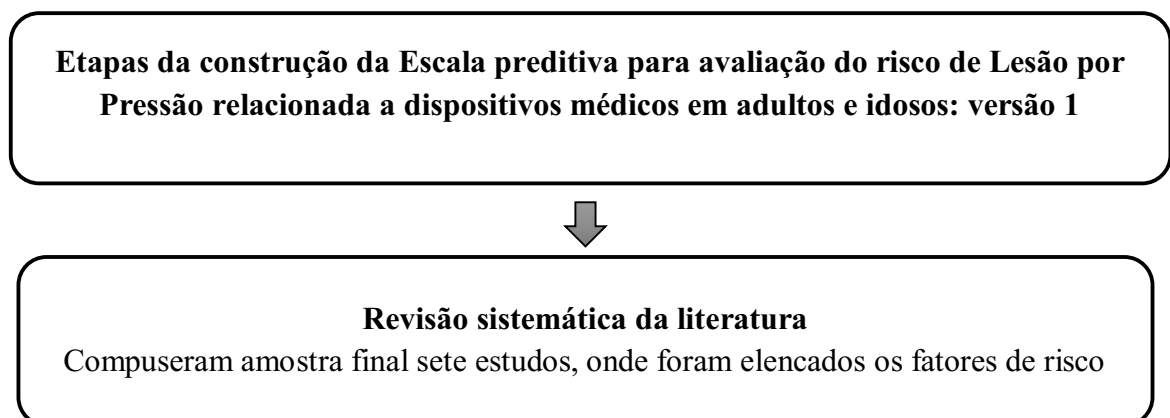 Etapas da construção da Escala preditiva para avaliação do risco de Lesão por
Pressão relacionada a dispositivos médicos em adultos e idosos: versão 1
Revisão sistemática da literatura
Compuseram amostra final sete estudos, onde foram elencados os fatores de risco